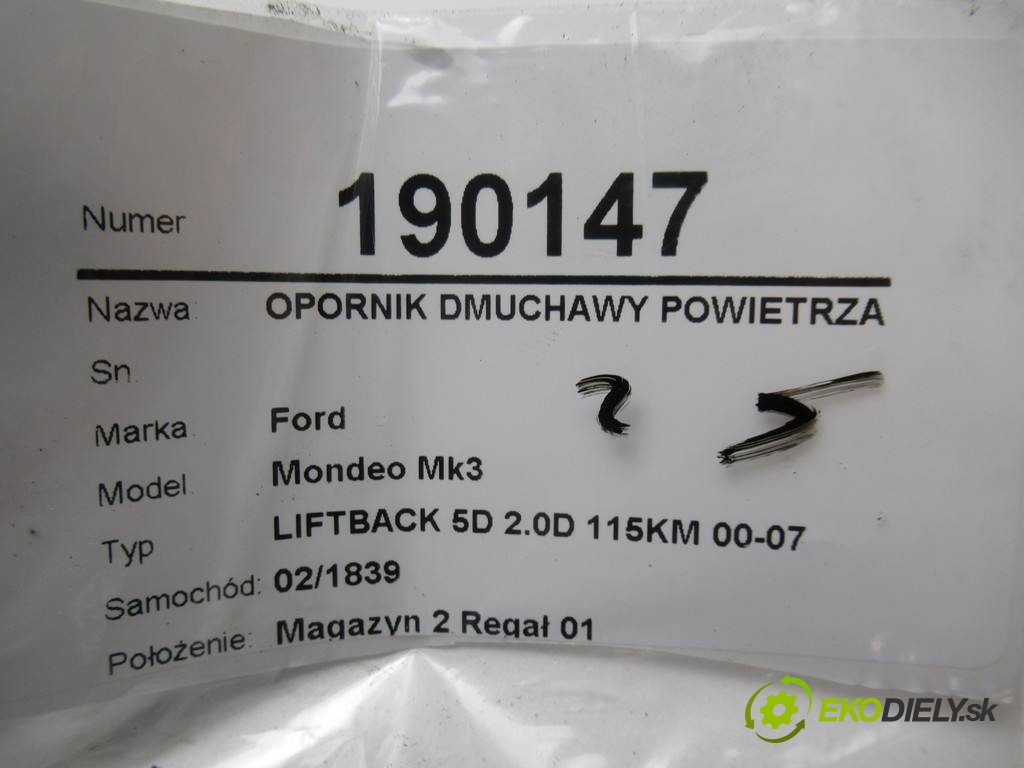 Numer 190147
Nazwa: OPORNIK DMUCHAWY POWIETRZA
Sn.
25
Marka Ford
Model Mondeo Mk3
Typ LIFTBACK 5D 2.0D 115KM 00-07
Samochód: 02/1839
Położenie: Magazyn 2 Regał 01
EKODIELY.sk